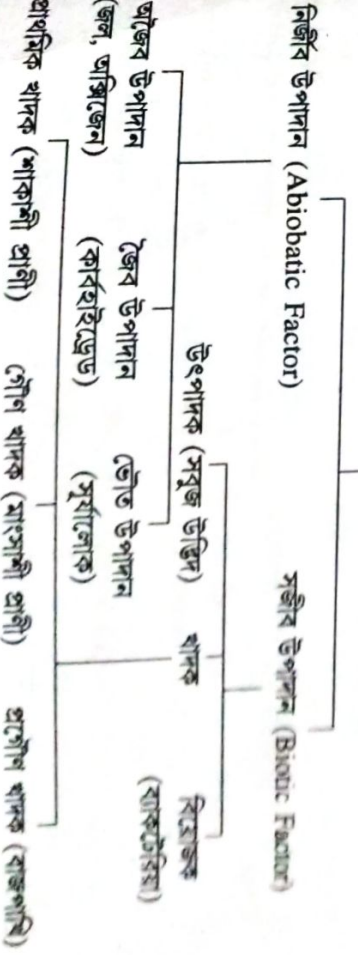 নির্জীব উপাদান (Abiobatic Factor) সজীব উপাদান (Biotic Factor)
উৎপাদক (সবুজ উদ্ভিদ) খাদক বিয়োজক
(ব্যাকটেরিয়া)
অজৈব উপাদান জৈব উপাদান ভৌত উপাদান
(জল, অক্সিজেন) (কার্বহাইড্রেড) (সূর্যালোক)
প্রাথমিক খাদক (শাকাশী প্রাণী) গৌণ খাদক (মাংসাশী প্রাণী) প্রগৌণ খাদক (বাজপাখি)